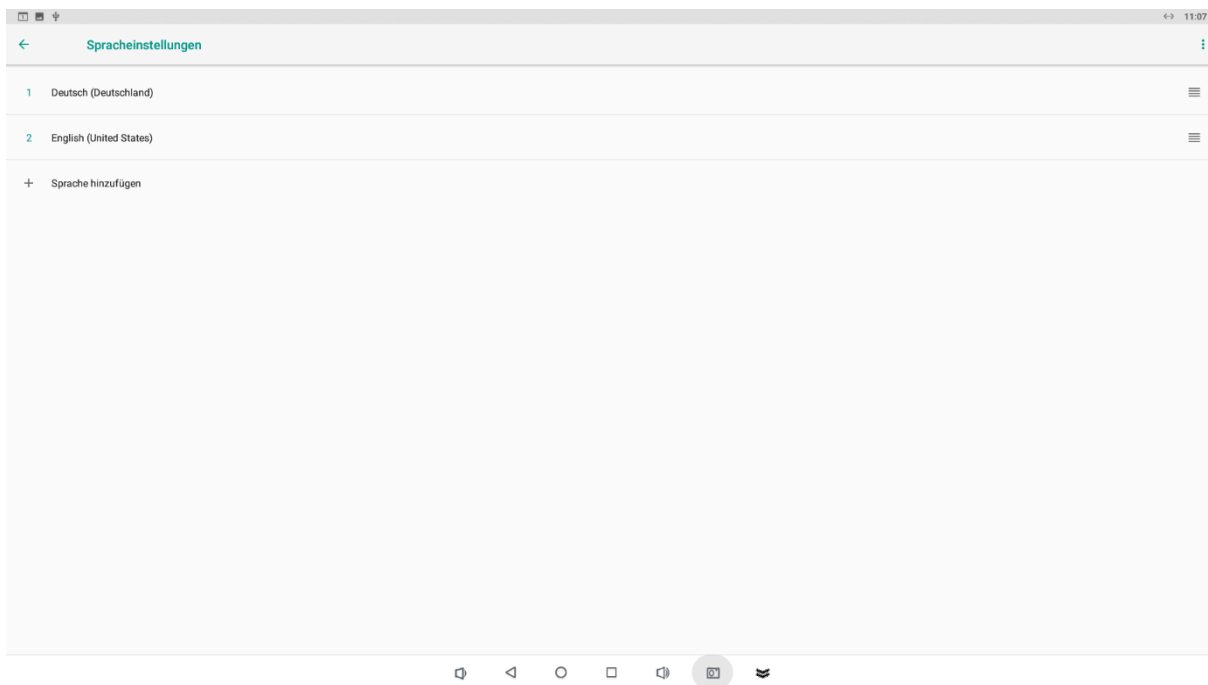 11:07
Spracheinstellungen
1 Deutsch (Deutschland)
2 English (United States)
+ Sprache hinzufügen